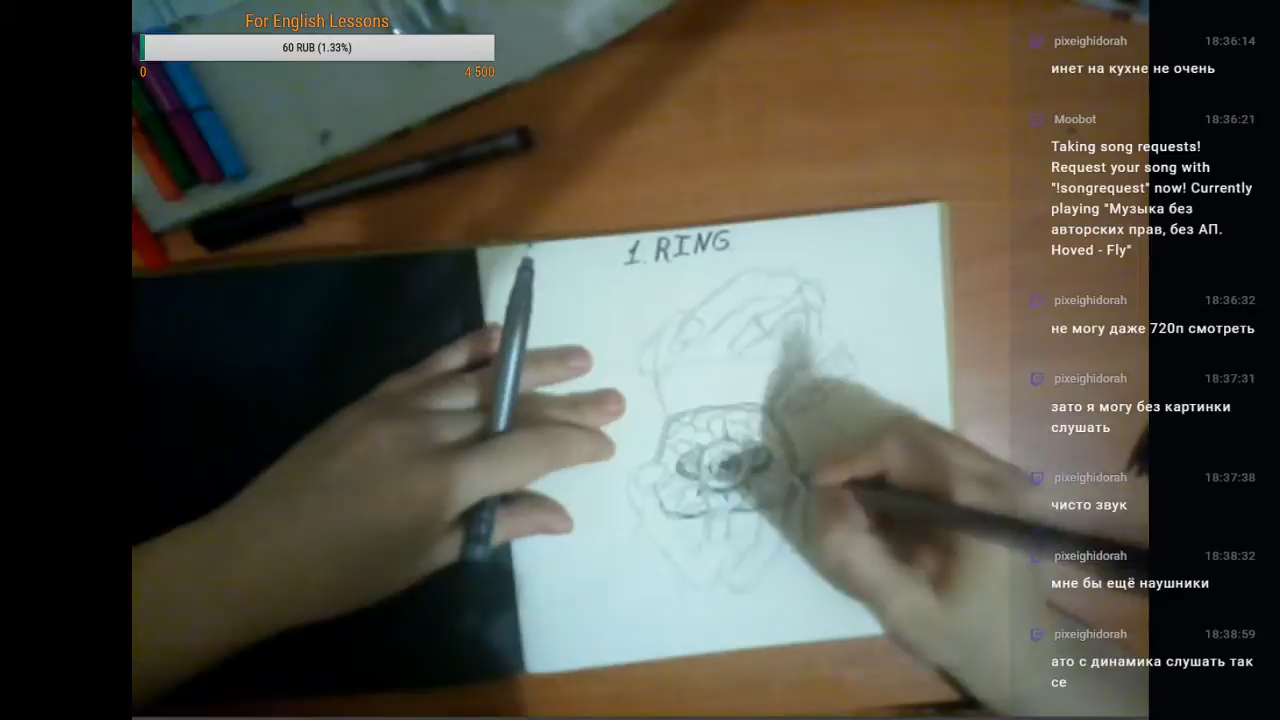 For English Lessons
60 RUB (1.33%)
0
4 500
1. RING
pixeighidorah
18:36:14
инет на кухне не очень
Moobot
18:36:21
Taking song requests!
Request your song with
"!songrequest" now! Currently
playing "Музыка без
авторских прав, без АП.
Hoved - Fly"
pixeighidorah
18:36:32
не могу даже 720п смотреть
pixeighidorah
18:37:31
зато я могу без картинки
слушать
pixeighidorah
18:37:38
чисто звук
pixeighidorah
18:38:32
мне бы ещё наушники
pixeighidorah
18:38:59
ато с динамика слушать так
се